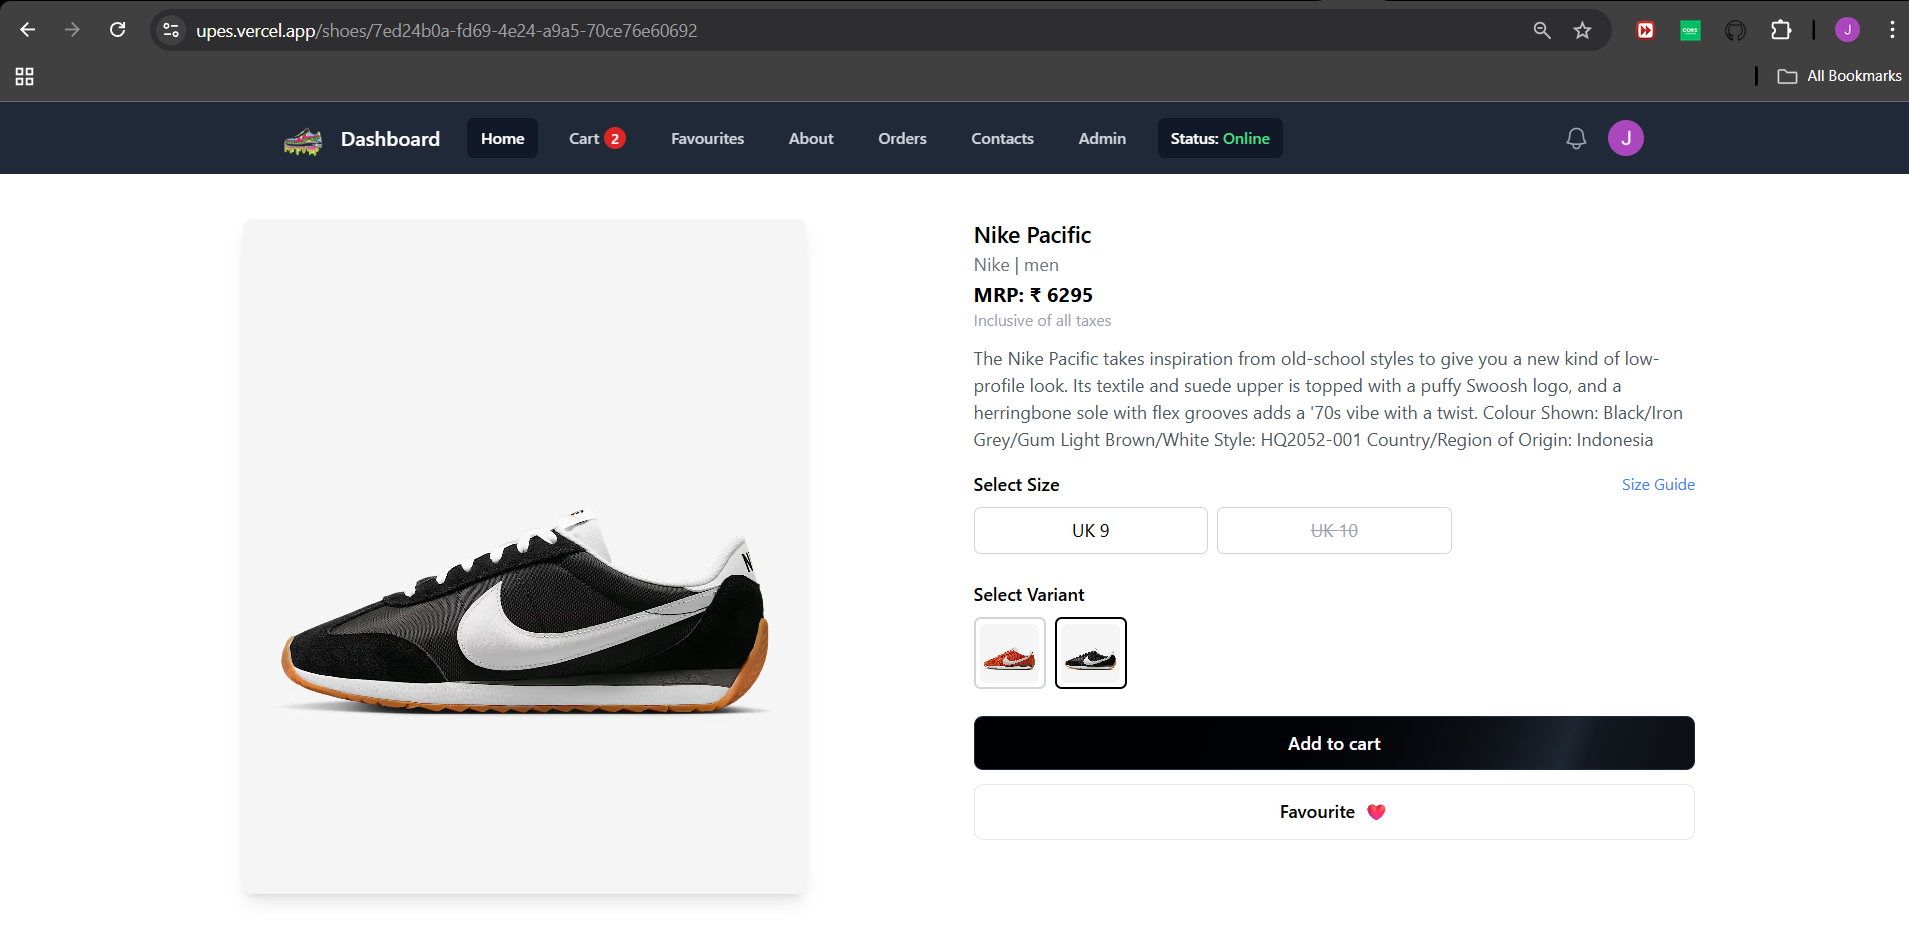 upes.vercel.app/shoes/7ed24b0a-fd69-4e24-a9a5-70ce76e60692
CORS
J
All Bookmarks
Dashboard
Home
Cart 2
Favourites
About
Orders
Contacts
Admin
Status: Online
J
Nike Pacific
Nike | men
MRP: ₹ 6295
Inclusive of all taxes
The Nike Pacific takes inspiration from old-school styles to give you a new kind of low-
profile look. Its textile and suede upper is topped with a puffy Swoosh logo, and a
herringbone sole with flex grooves adds a '70s vibe with a twist. Colour Shown: Black/Iron
Grey/Gum Light Brown/White Style: HQ2052-001 Country/Region of Origin: Indonesia
Select Size
Size Guide
UK 9
UK 10
Select Variant
Add to cart
Favourite